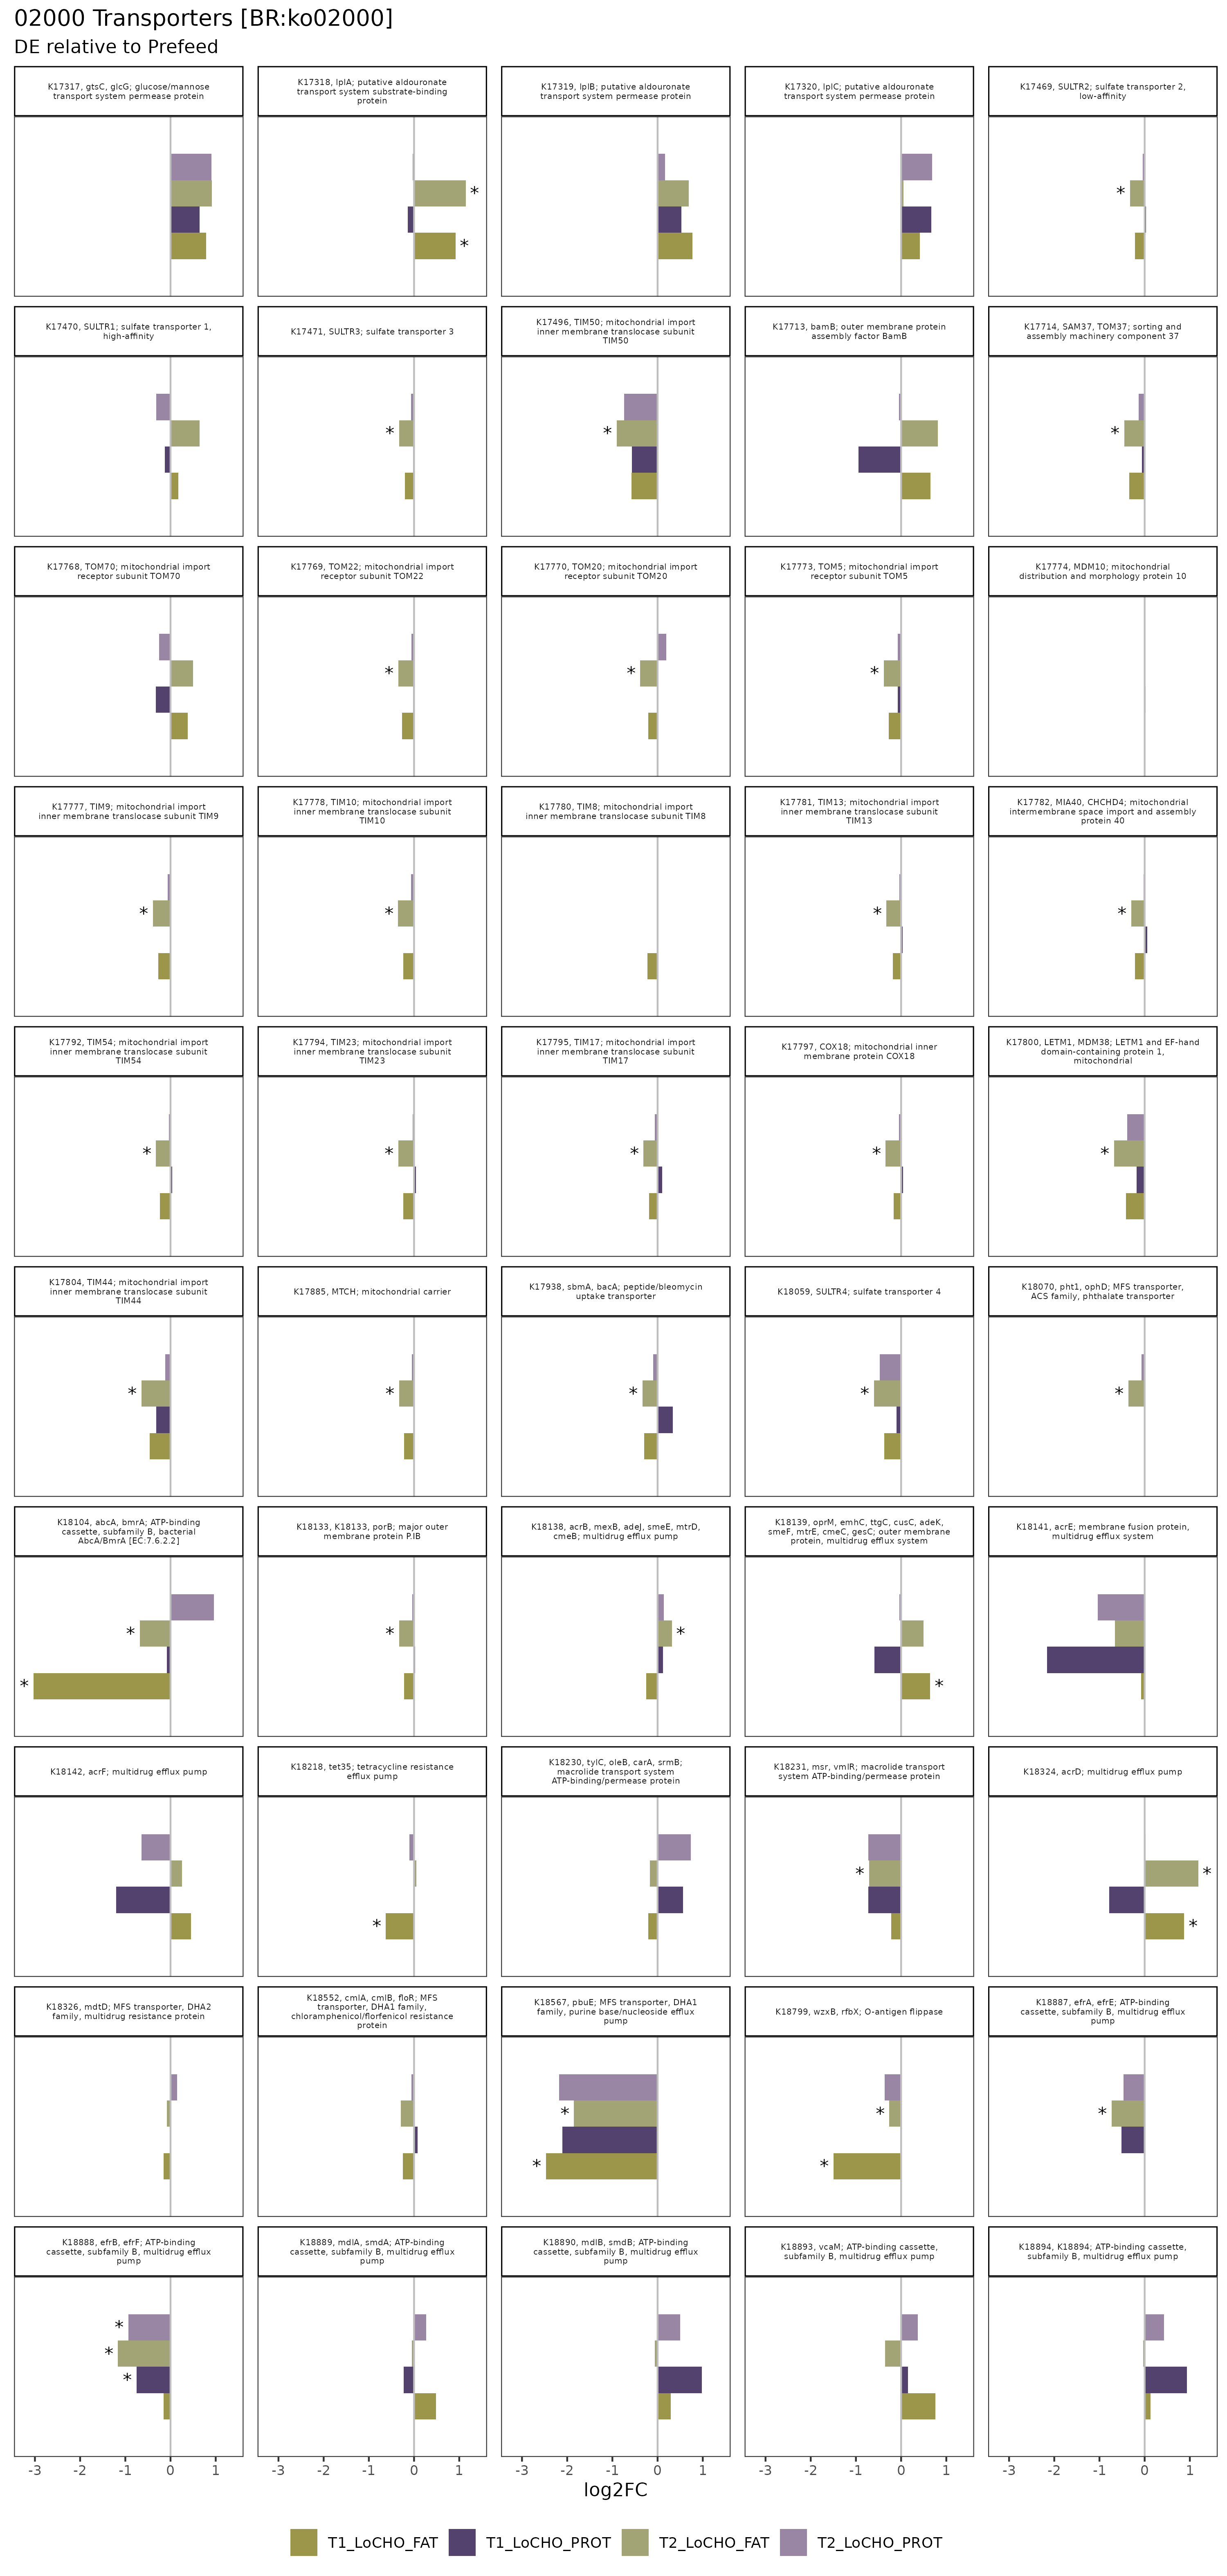 02000 Transporters [BR:ko02000]
DE relative to Prefeed
K17317, gtsC, glcG; glucose/mannose
transport system permease protein
K17318, lplA; putative aldouronate
transport system substrate-binding
protein
K17319, lplB; putative aldouronate
transport system permease protein
K17320, lplC; putative aldouronate
transport system permease protein
K17469, SULTR2; sulfate transporter 2,
low-affinity
*
*
*
K17470, SULTR1; sulfate transporter 1,
high-affinity
K17471, SULTR3; sulfate transporter 3
K17496, TIM50; mitochondrial import
inner membrane translocase subunit
TIM50
K17713, bamB; outer membrane protein
assembly factor BamB
K17714, SAM37, TOM37; sorting and
assembly machinery component 37
*
*
*
K17768, TOM70; mitochondrial import
receptor subunit TOM70
K17769, TOM22; mitochondrial import
receptor subunit TOM22
K17770, TOM20; mitochondrial import
receptor subunit TOM20
K17773, TOM5; mitochondrial import
receptor subunit TOM5
K17774, MDM10; mitochondrial
distribution and morphology protein 10
*
*
*
K17777, TIM9; mitochondrial import
inner membrane translocase subunit TIM9
K17778, TIM10; mitochondrial import
inner membrane translocase subunit
TIM10
K17780, TIM8; mitochondrial import
inner membrane translocase subunit TIM8
K17781, TIM13; mitochondrial import
inner membrane translocase subunit
TIM13
K17782, MIA40, CHCHD4; mitochondrial
intermembrane space import and assembly
protein 40
*
*
*
*
K17792, TIM54; mitochondrial import
inner membrane translocase subunit
TIM54
K17794, TIM23; mitochondrial import
inner membrane translocase subunit
TIM23
K17795, TIM17; mitochondrial import
inner membrane translocase subunit
TIM17
K17797, COX18; mitochondrial inner
membrane protein COX18
K17800, LETM1, MDM38; LETM1 and EF-hand
domain-containing protein 1,
mitochondrial
*
*
*
*
*
K17804, TIM44; mitochondrial import
inner membrane translocase subunit
TIM44
K17885, MTCH; mitochondrial carrier
K17938, sbmA, bacA; peptide/bleomycin
uptake transporter
K18059, SULTR4; sulfate transporter 4
K18070, pht1, ophD; MFS transporter,
ACS family, phthalate transporter
*
*
*
*
*
K18104, abcA, bmrA; ATP-binding
cassette, subfamily B, bacterial
AbcA/BmrA [EC:7.6.2.2]
K18133, K18133, porB; major outer
membrane protein P.IB
K18138, acrB, mexB, adeJ, smeE, mtrD,
cmeB; multidrug efflux pump
K18139, oprM, emhC, ttgC, cusC, adeK,
smeF, mtrE, cmeC, gesC; outer membrane
protein, multidrug efflux system
K18141, acrE; membrane fusion protein,
multidrug efflux system
*
*
*
*
*
K18142, acrF; multidrug efflux pump
K18218, tet35; tetracycline resistance
efflux pump
K18230, tylC, oleB, carA, srmB;
macrolide transport system
ATP-binding/permease protein
K18231, msr, vmlR; macrolide transport
system ATP-binding/permease protein
K18324, acrD; multidrug efflux pump
*
*
*
*
K18326, mdtD; MFS transporter, DHA2
family, multidrug resistance protein
K18552, cmlA, cmlB, floR; MFS
transporter, DHA1 family,
chloramphenicol/florfenicol resistance
protein
K18567, pbuE; MFS transporter, DHA1
family, purine base/nucleoside efflux
pump
K18799, wzxB, rfbX; O-antigen flippase
K18887, efrA, efrE; ATP-binding
cassette, subfamily B, multidrug efflux
pump
*
*
*
*
*
K18888, efrB, efrF; ATP-binding
cassette, subfamily B, multidrug efflux
pump
K18889, mdlA, smdA; ATP-binding
cassette, subfamily B, multidrug efflux
pump
K18890, mdlB, smdB; ATP-binding
cassette, subfamily B, multidrug efflux
pump
K18893, vcaM; ATP-binding cassette,
subfamily B, multidrug efflux pump
K18894, K18894; ATP-binding cassette,
subfamily B, multidrug efflux pump
*
*
*
-3 -2 -1 0 1 -3 -2 -1 0 1 -3 -2 -1 0 1 -3 -2 -1 0 1 -3 -2 -1 0 1
log2FC
T1_LoCHO_FAT T1_LoCHO_PROT T2_LoCHO_FAT T2_LoCHO_PROT